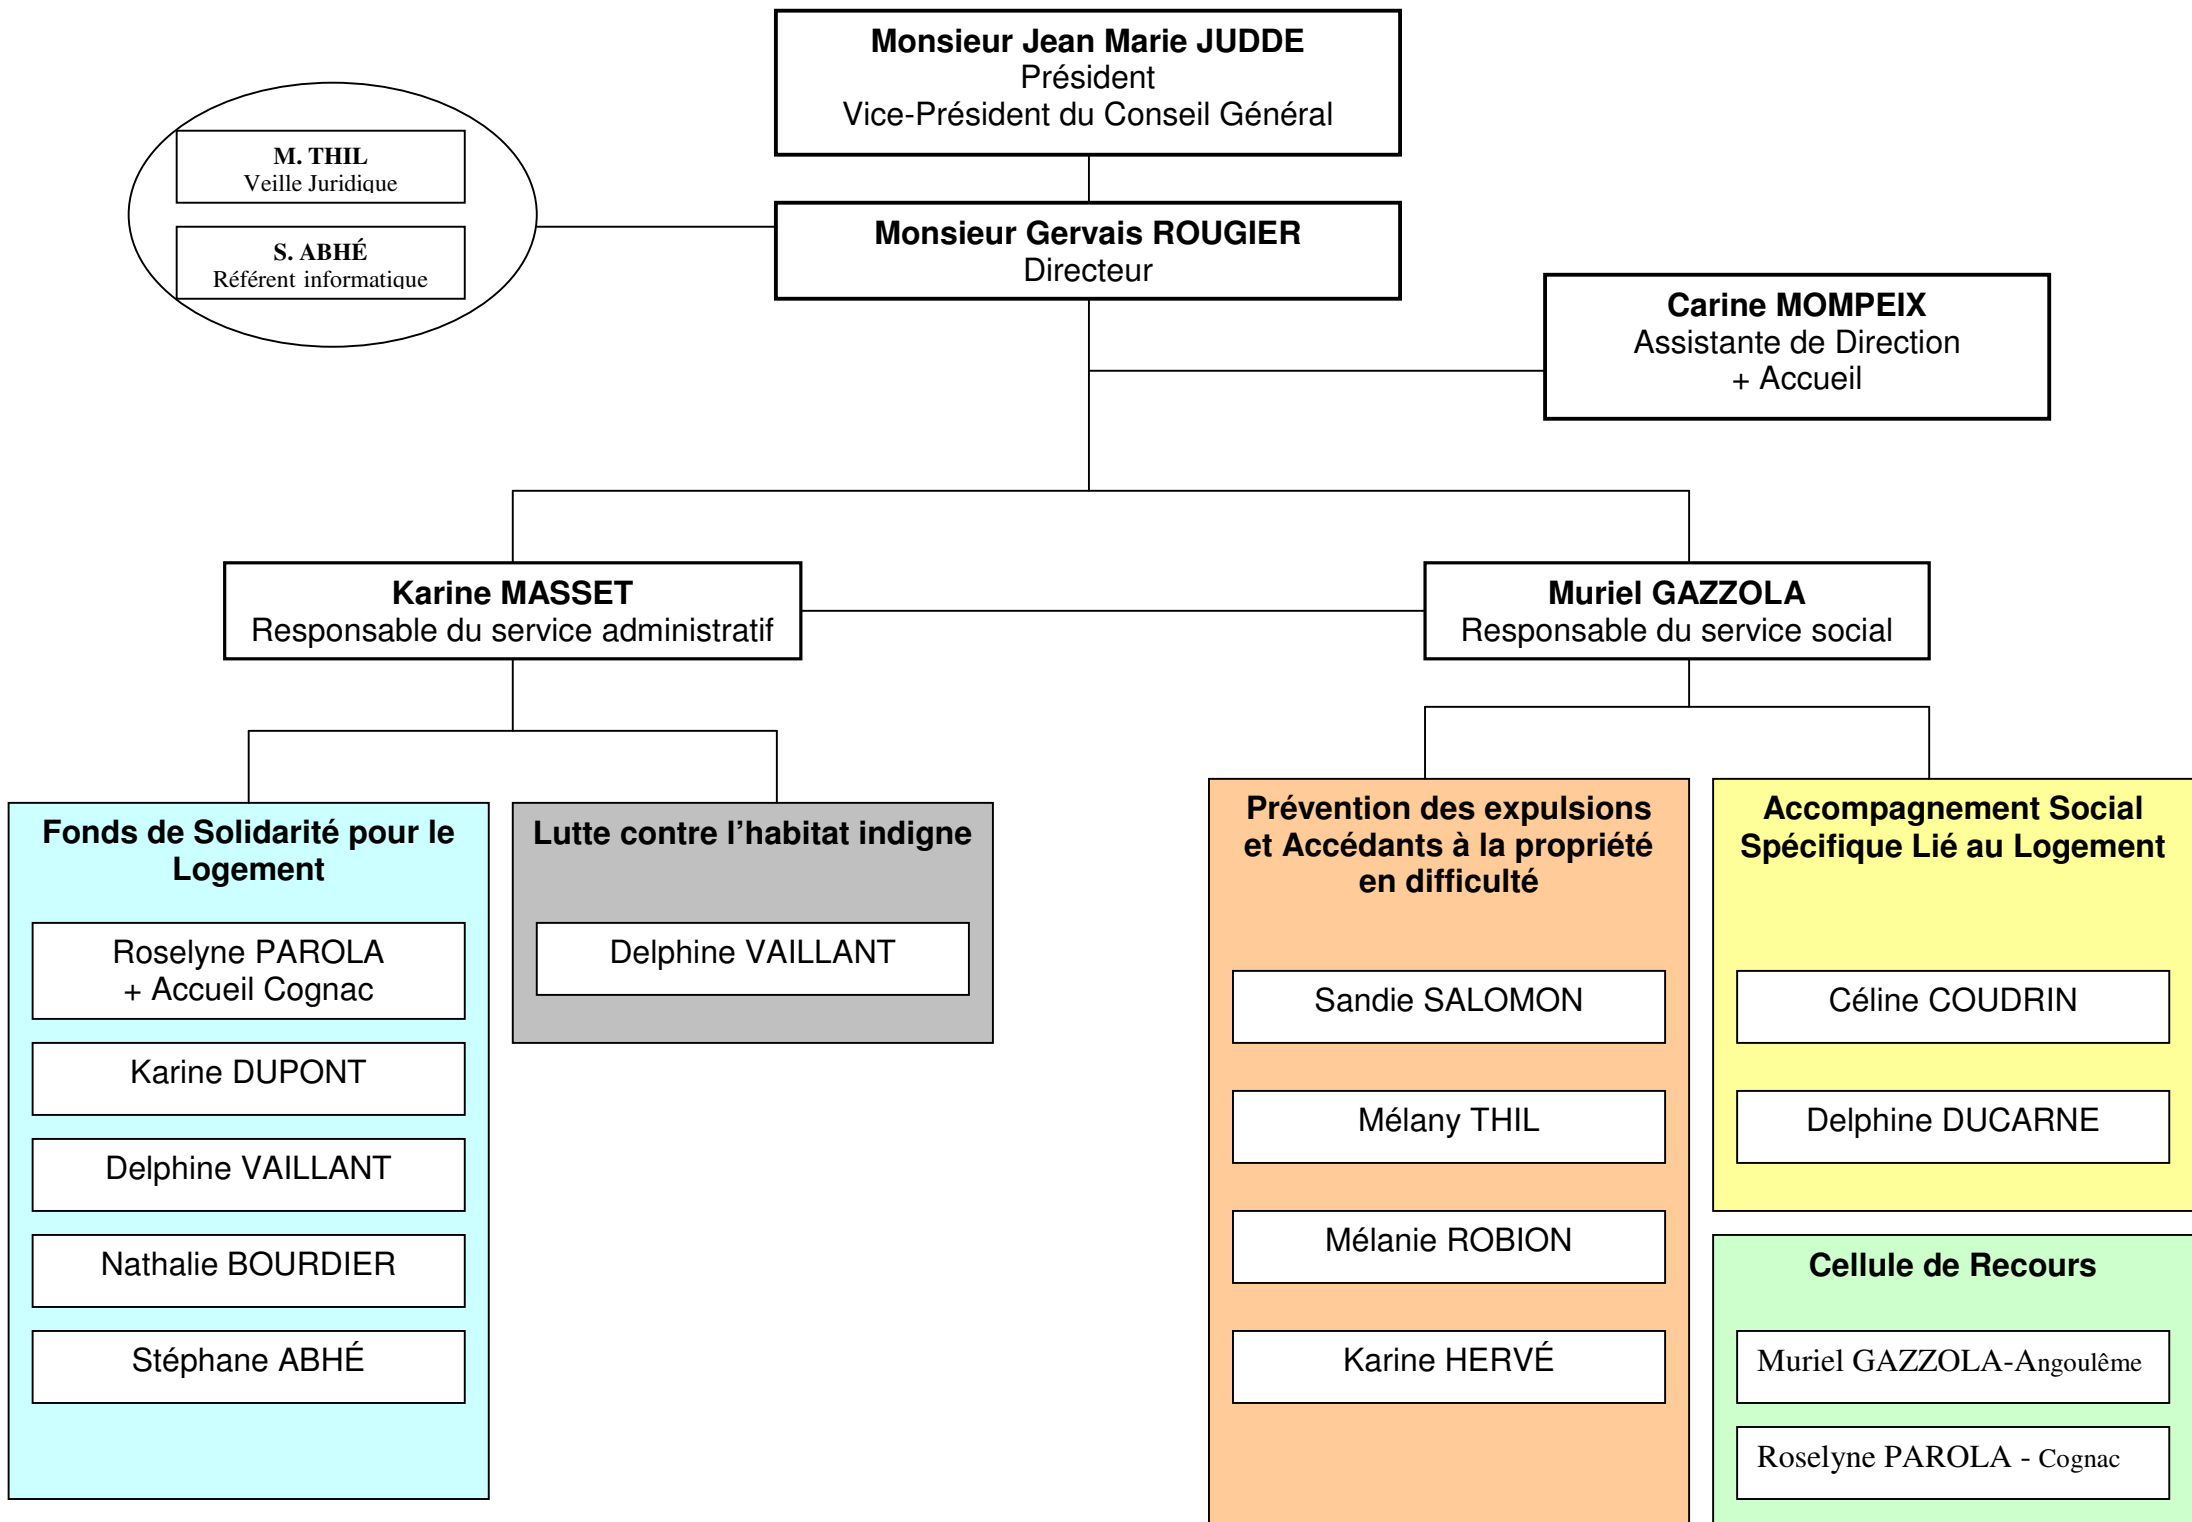 Monsieur Jean Marie JUDDE
Président
Vice-Président du Conseil Général
M. THIL
Veille Juridique
S. ABHÉ
Référent informatique
Monsieur Gervais ROUGIER
Directeur
Carine MOMPEIX
Assistante de Direction
+ Accueil
Karine MASSET
Responsable du service administratif
Muriel GAZZOLA
Responsable du service social
Fonds de Solidarité pour le
Logement
Roselyne PAROLA
+ Accueil Cognac
Karine DUPONT
Delphine VAILLANT
Nathalie BOURDIER
Stéphane ABHÉ
Lutte contre l’habitat indigne
Delphine VAILLANT
Prévention des expulsions
et Accédants à la propriété
en difficulté
Sandie SALOMON
Mélany THIL
Mélanie ROBION
Karine HERVÉ
Accompagnement Social
Spécifique Lié au Logement
Céline COUDRIN
Delphine DUCARNE
Cellule de Recours
Muriel GAZZOLA-Angoulême
Roselyne PAROLA - Cognac